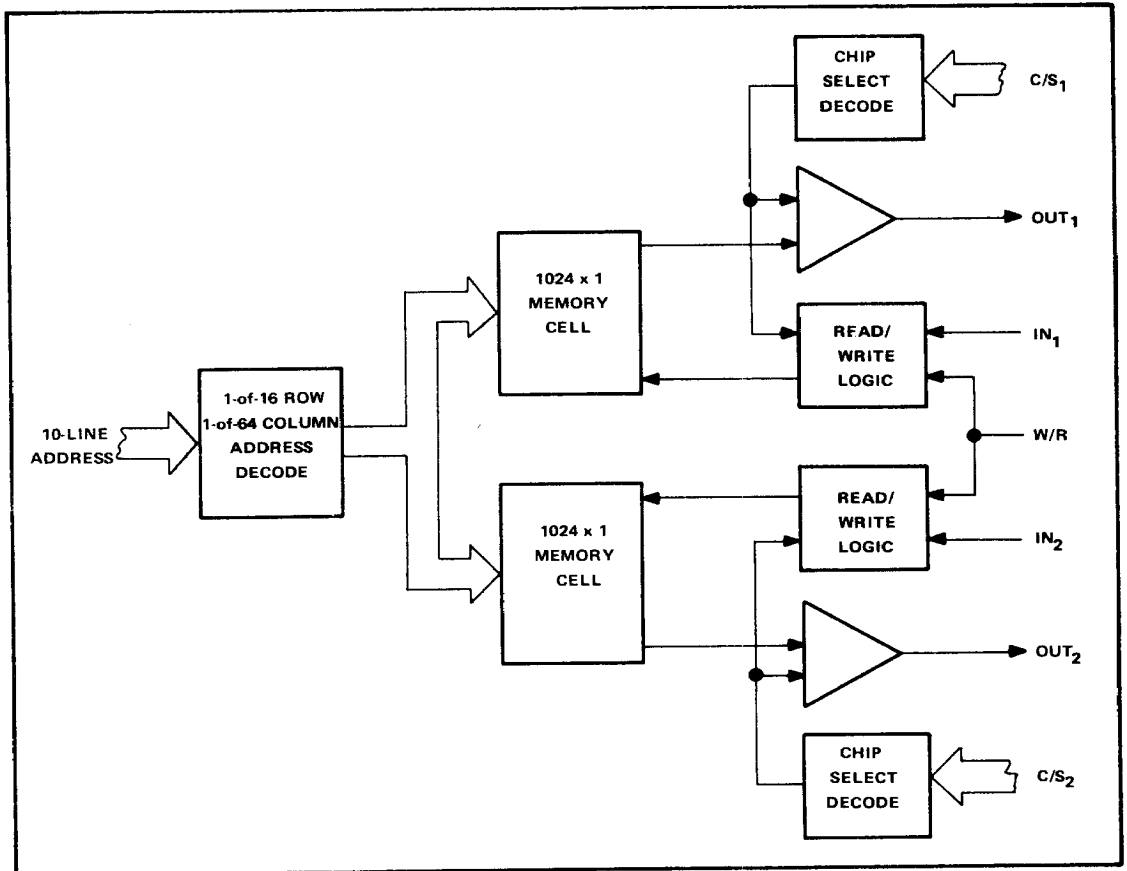 CHIP
SELECT
DECODE
C/S1
OUT1
1024 x 1
MEMORY
CELL
READ/
WRITE
LOGIC
IN1
1-of-16 ROW
1-of-64 COLUMN
ADDRESS
DECODE
10-LINE
ADDRESS
W/R
READ/
WRITE
LOGIC
IN2
1024 x 1
MEMORY
CELL
OUT2
CHIP
SELECT
DECODE
C/S2